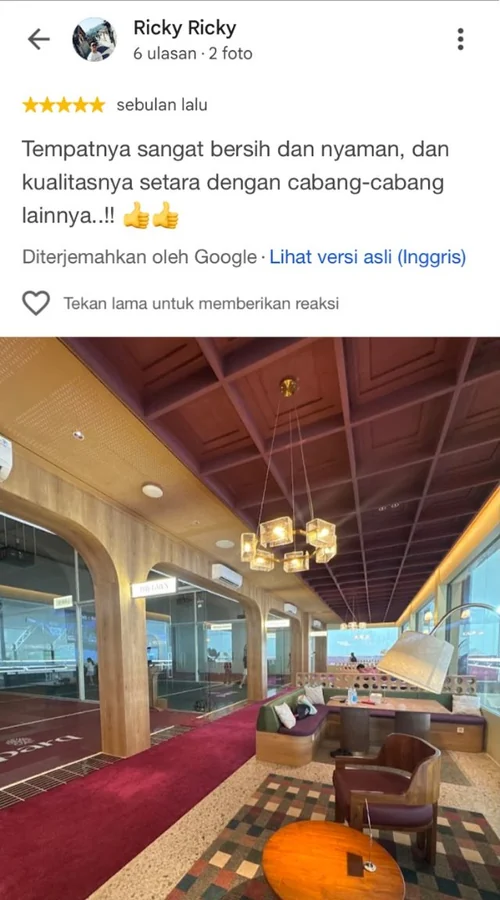 Ricky Ricky
6 ulasan · 2 foto
sebulan lalu
Tempatnya sangat bersih dan nyaman, dan
kualitasnya setara dengan cabang-cabang
lainnya..!! 👍👍
Diterjemahkan oleh Google · Lihat versi asli (Inggris)
Tekan lama untuk memberikan reaksi